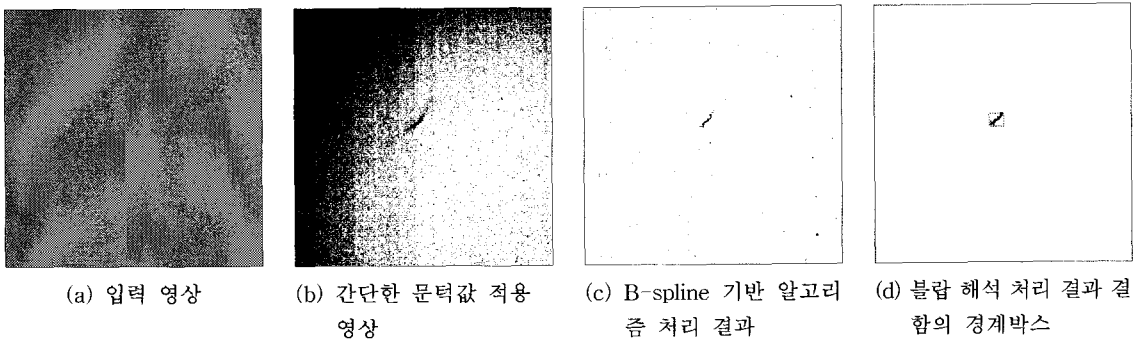 (a) 입력 영상
(b) 간단한 문턱값 적용
영상
(c) B-spline 기반 알고리
즘 처리 결과
(d) 블랍 해석 처리 결과 결
함의 경계박스